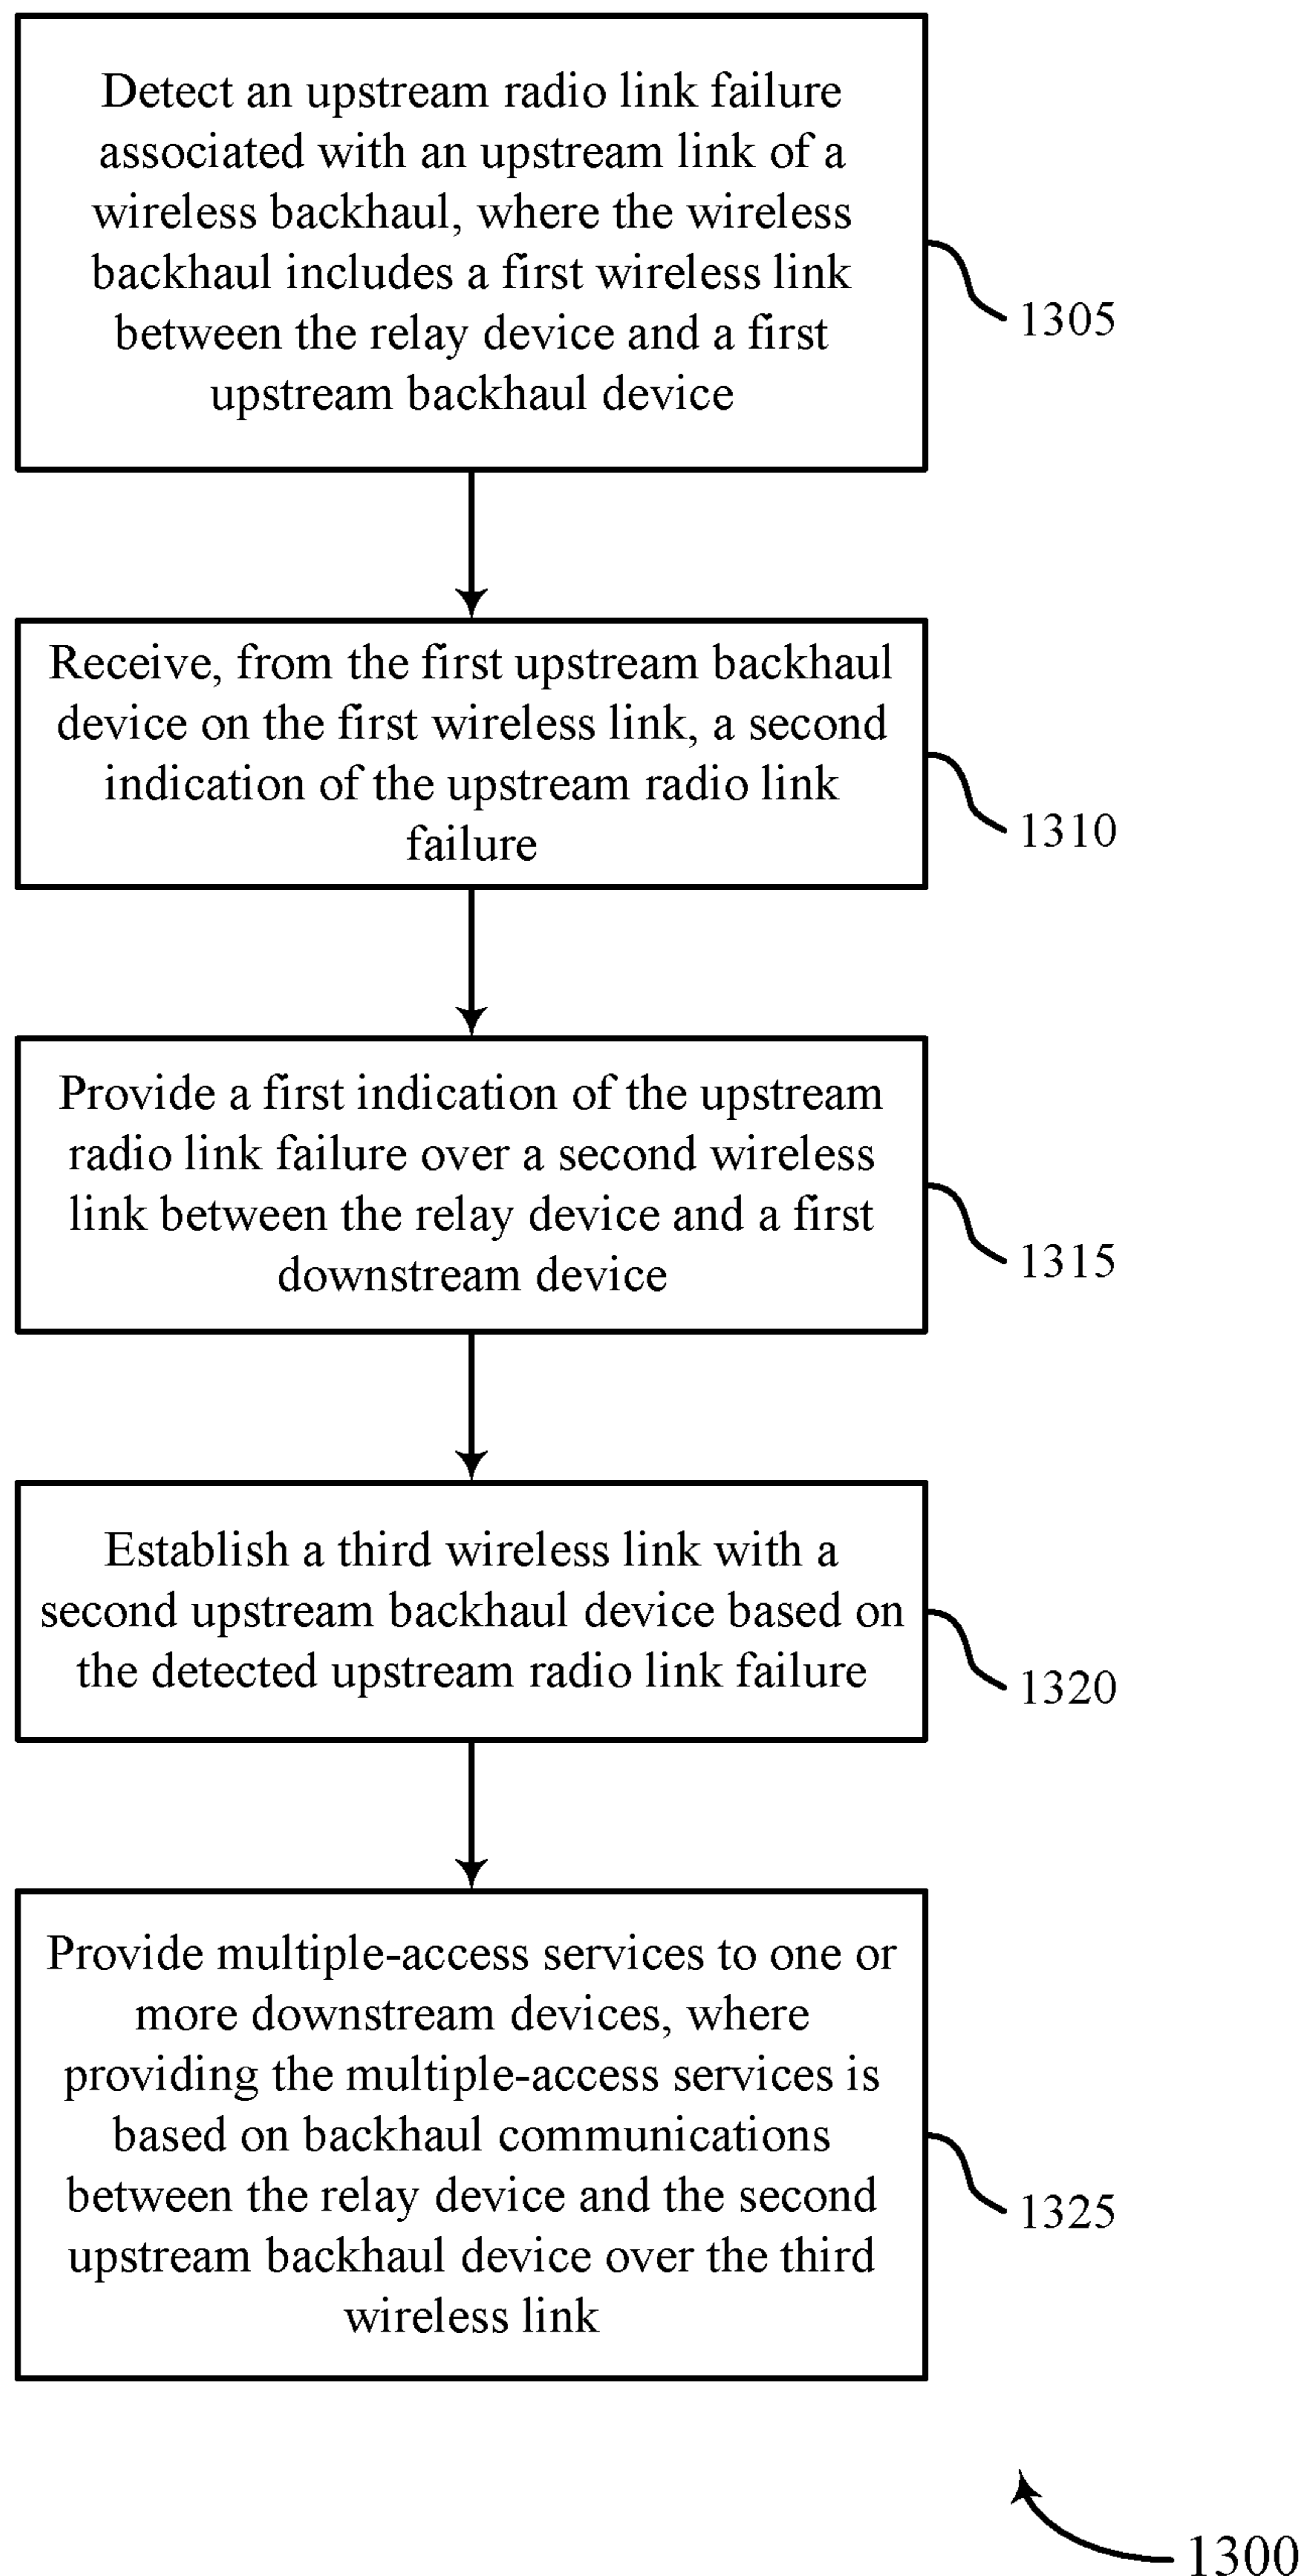 Detect an upstream radio link failure
associated with an upstream link of a
wireless backhaul, where the wireless
backhaul includes a first wireless link
between the relay device and a first
upstream backhaul device
1305
Receive, from the first upstream backhaul
device on the first wireless link, a second
indication of the upstream radio link
failure
1310
Provide a first indication of the upstream
radio link failure over a second wireless
link between the relay device and a first
downstream device
1315
Establish a third wireless link with a
second upstream backhaul device based on
the detected upstream radio link failure
1320
Provide multiple-access services to one or
more downstream devices, where
providing the multiple-access services is
based on backhaul communications
between the relay device and the second
upstream backhaul device over the third
wireless link
1325
1300